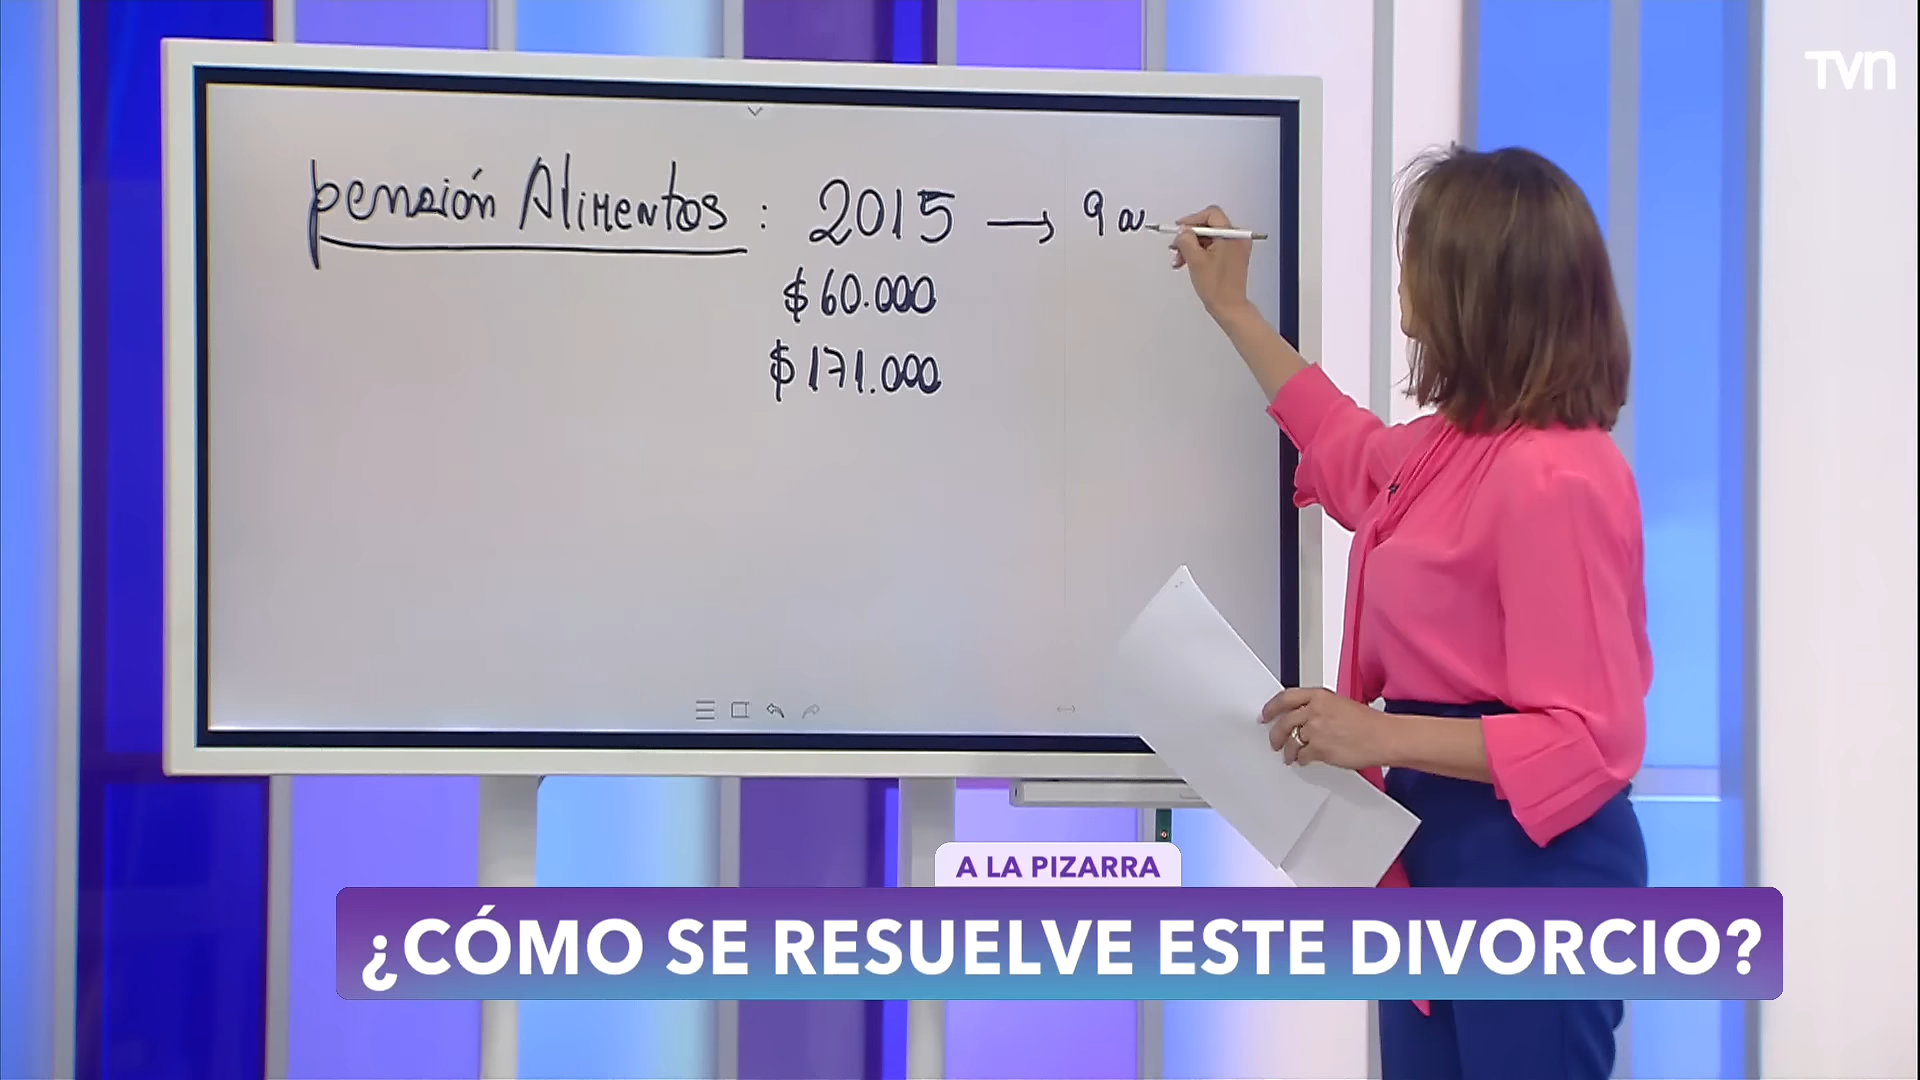 TVN
pensión Alimentos : 2015 → 9 a
$ 60.000
$ 171.000
A LA PIZARRA
¿CÓMO SE RESUELVE ESTE DIVORCIO?